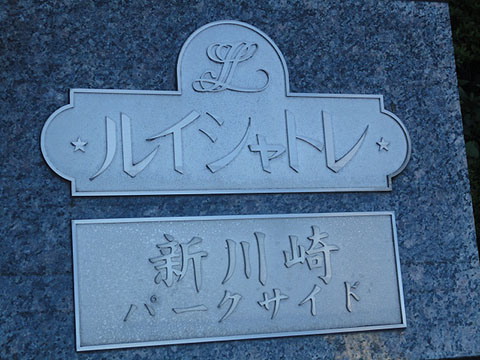 L
★ルイシャトレ★
新川崎
パークサイド